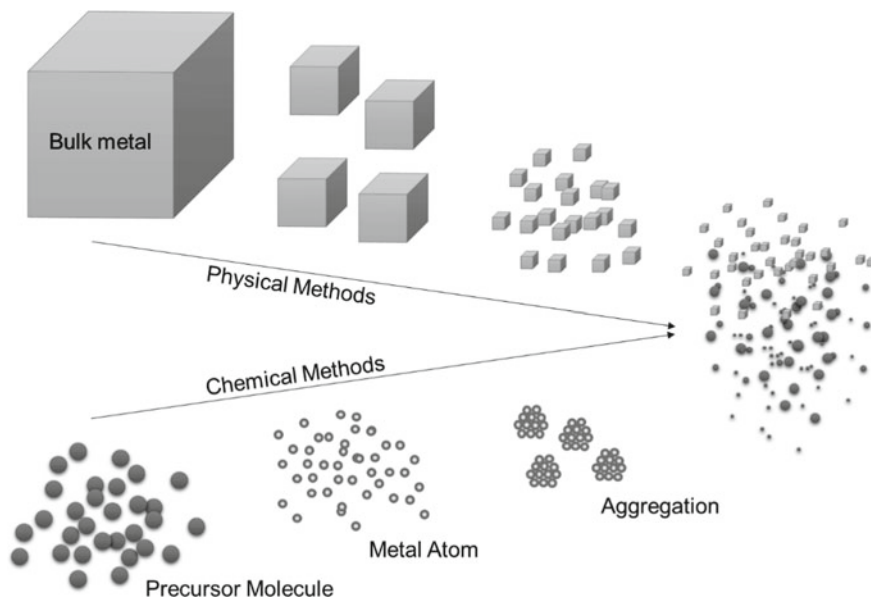 Bulk metal
Physical Methods
Chemical Methods
Aggregation
Metal Atom
Precursor Molecule